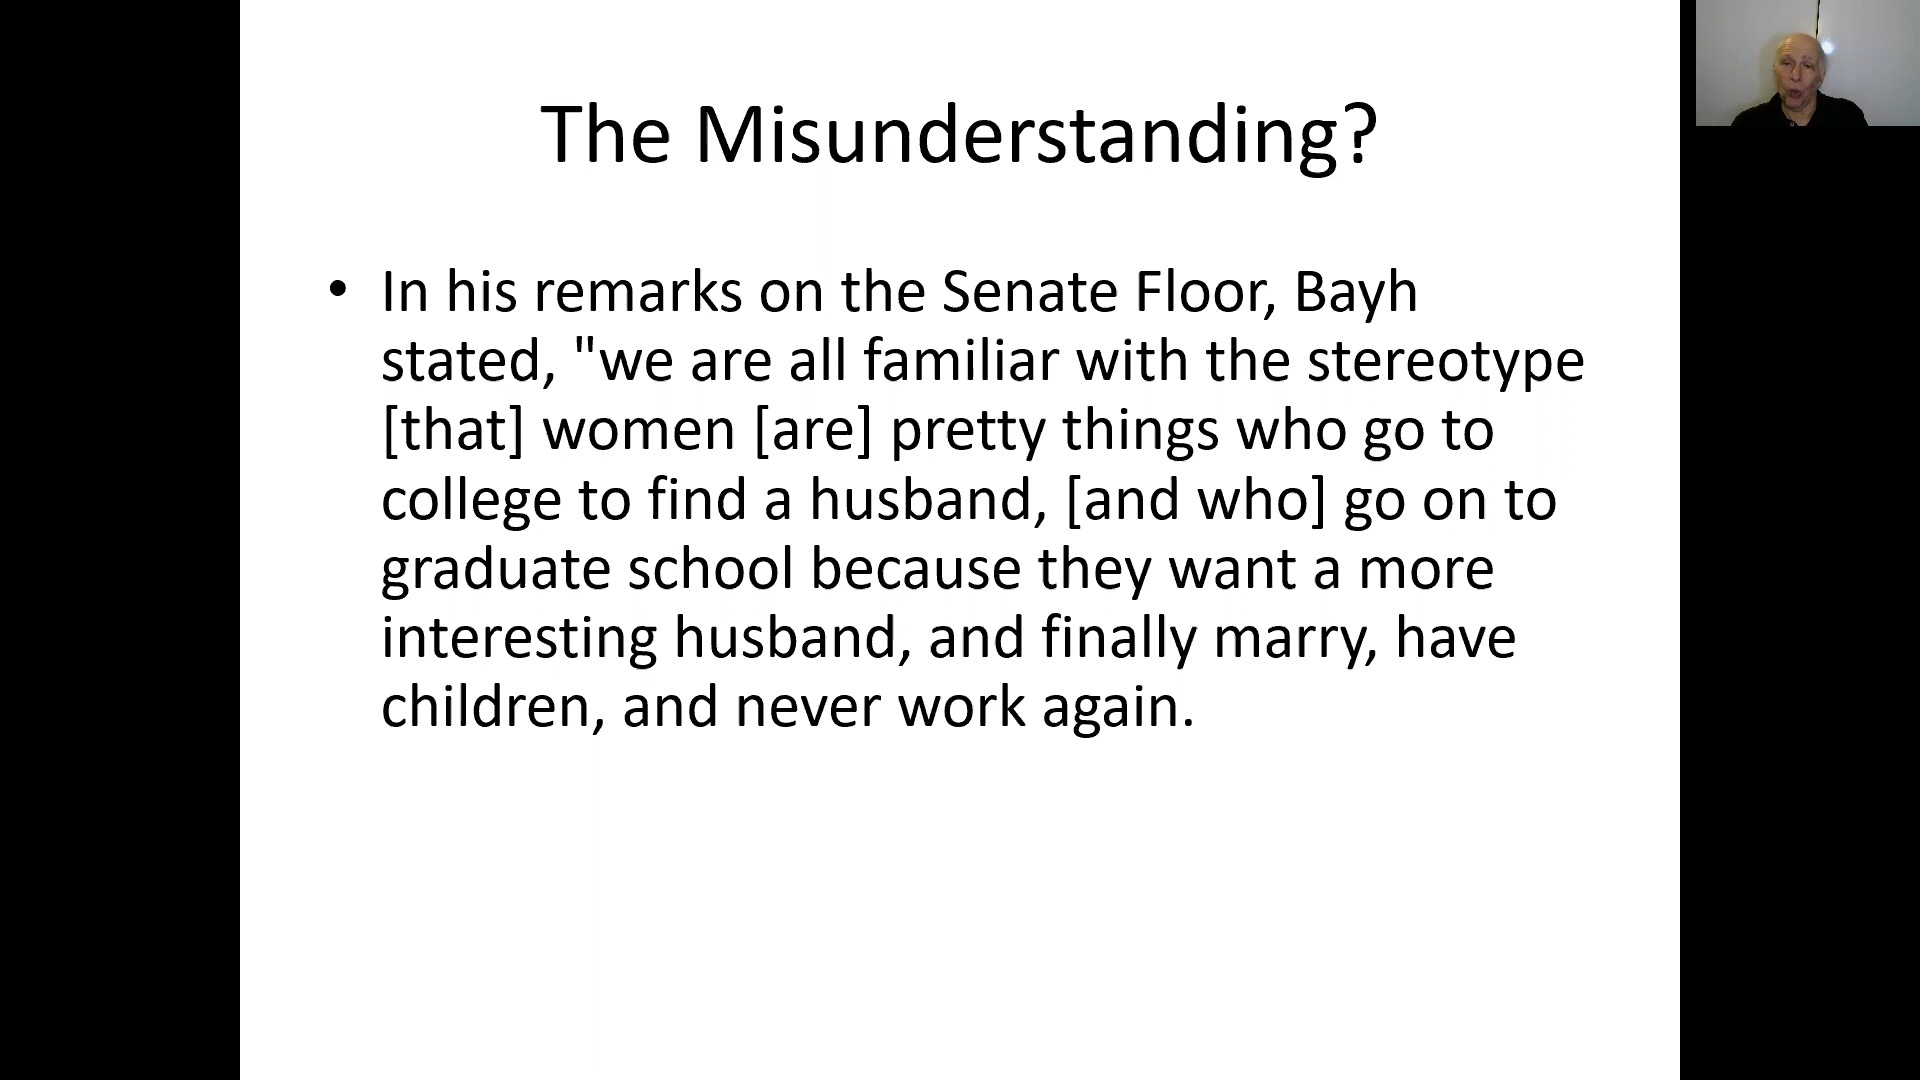 The Misunderstanding?
• In his remarks on the Senate Floor, Bayh
stated, "we are all familiar with the stereotype
[that] women [are] pretty things who go to
college to find a husband, [and who] go on to
graduate school because they want a more
interesting husband, and finally marry, have
children, and never work again.